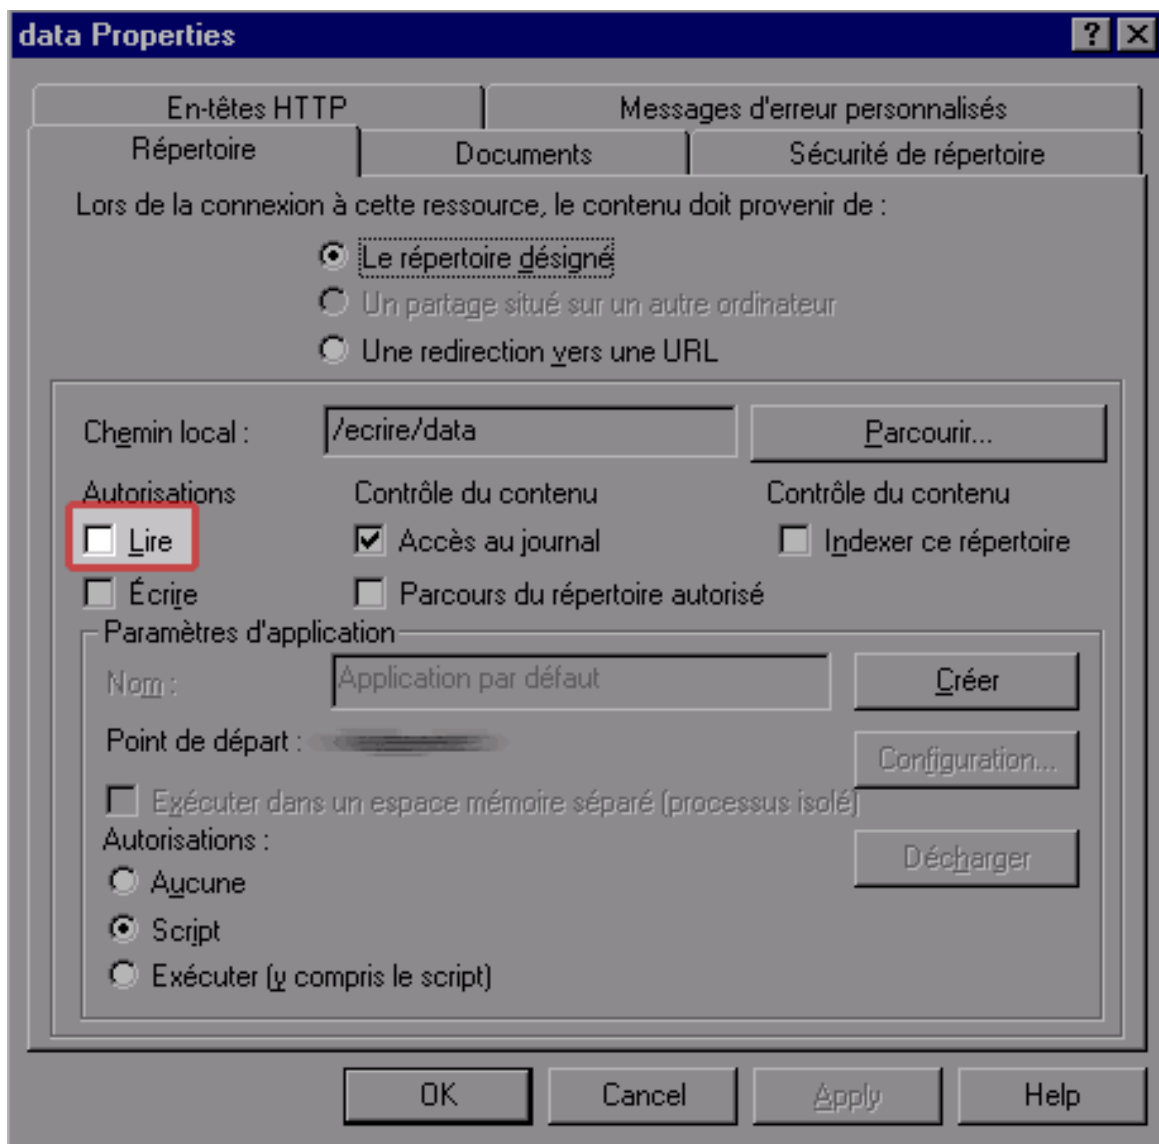 data Properties
En-têtes HTTP Messages d'erreur personnalisés
Répertoire Documents Sécurité de répertoire
Lors de la connexion à cette ressource, le contenu doit provenir de :
Le répertoire désigné
Un partage situé sur un autre ordinateur
Une redirection vers une URL
Chemin local : /ecrire/data Parcourir...
Autorisations Contrôle du contenu Contrôle du contenu
Lire Accès au journal Indexer ce répertoire
Écrire Parcours du répertoire autorisé
Paramètres d'application
Nom : Application par défaut Créer
Point de départ :
Configuration...
Exécuter dans un espace mémoire séparé (processus isolé)
Autorisations :
Décharger
Aucune
Script
Exécuter (y compris le script)
OK Cancel Apply Help